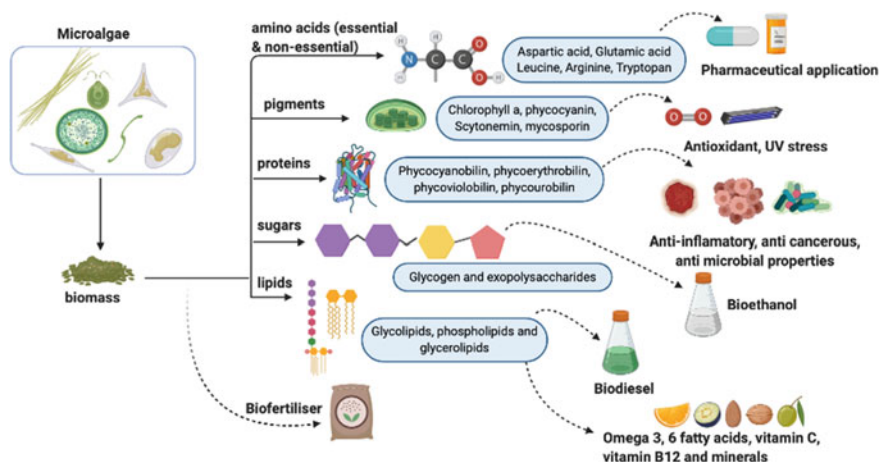 Microalgae
biomass
amino acids (essential
& non-essential)
H
H
N
H
C
C
O
O
H
Aspartic acid, Glutamic acid
Leucine, Arginine, Tryptopan
Pharmaceutical application
pigments
Chlorophyll a, phycocyanin,
Scytonemin, mycosporin
O
O
Antioxidant, UV stress
proteins
Phycocyanobilin, phycoerythrobilin,
phycoviolobilin, phycourobilin
Anti-inflamatory, anti cancerous,
anti microbial properties
sugars
Glycogen and exopolysaccharides
Bioethanol
lipids
Glycolipids, phospholipids and
glycerolipids
Biodiesel
Omega 3, 6 fatty acids, vitamin C,
vitamin B12 and minerals
Biofertiliser